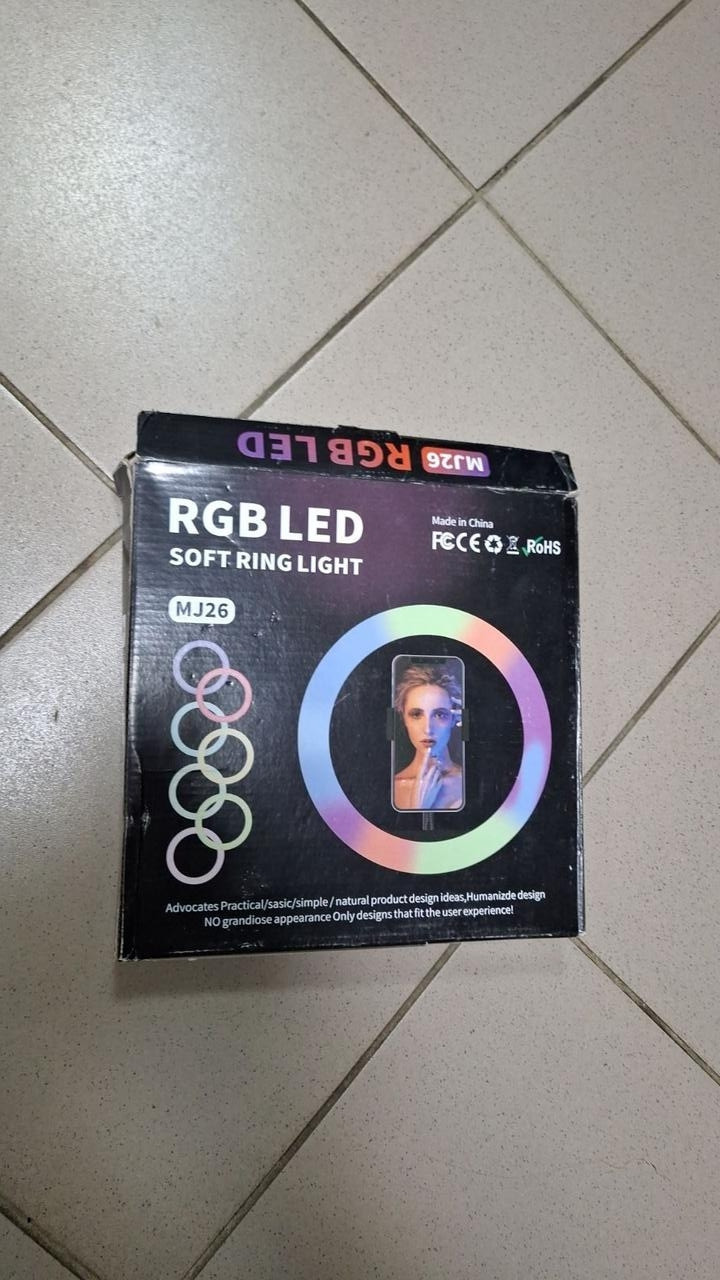 MJ26 RGB LED
RGB LED
SOFT RING LIGHT
Made in China
FC CE RoHS
MJ26
Advocates Practical/sasic/simple / natural product design ideas,Humanizde design
NO grandiose appearance Only designs that fit the user experience!